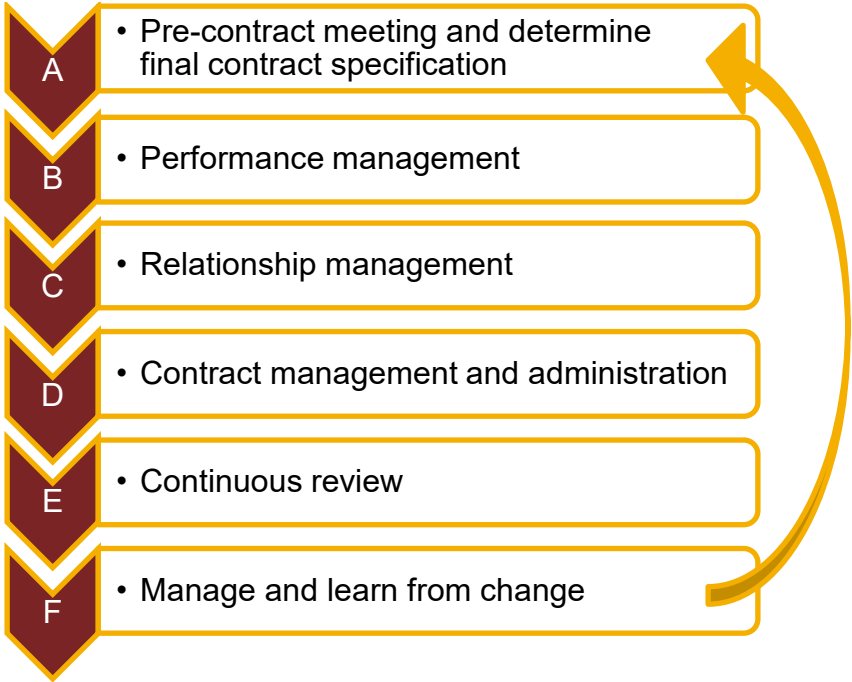 A
• Pre-contract meeting and determine
final contract specification
B
• Performance management
C
• Relationship management
D
• Contract management and administration
E
• Continuous review
F
• Manage and learn from change